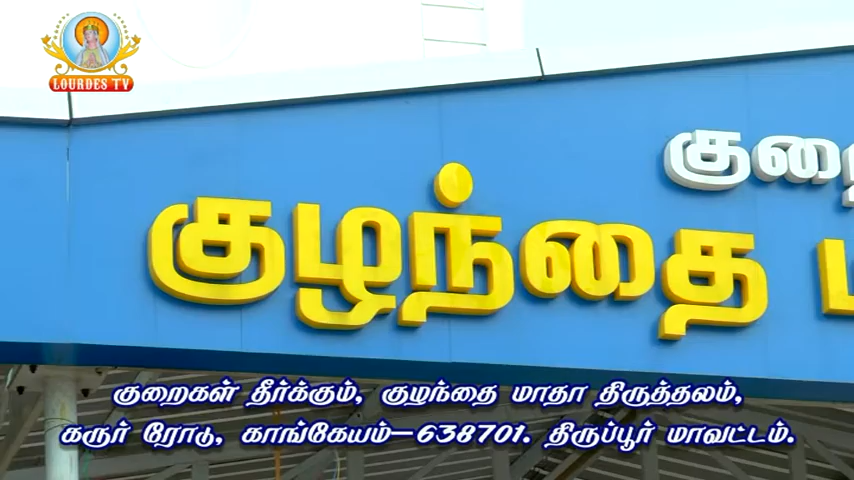 LOURDES TV
குறை
குழந்தை
குறைகள் தீர்க்கும், குழந்தை மாதா திருத்தலம்,
கரூர் ரோடு, காங்கேயம்-638701. திருப்பூர் மாவட்டம்.